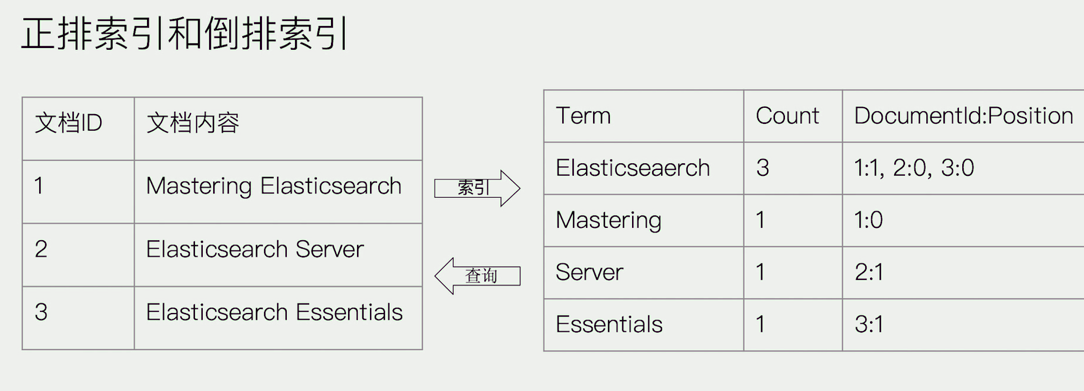 正排索引和倒排索引
文档ID 文档内容
1 Mastering Elasticsearch
2 Elasticsearch Server
3 Elasticsearch Essentials
索引
查询
Term Count DocumentId:Position
Elasticseaerch 3 1:1, 2:0, 3:0
Mastering 1 1:0
Server 1 2:1
Essentials 1 3:1